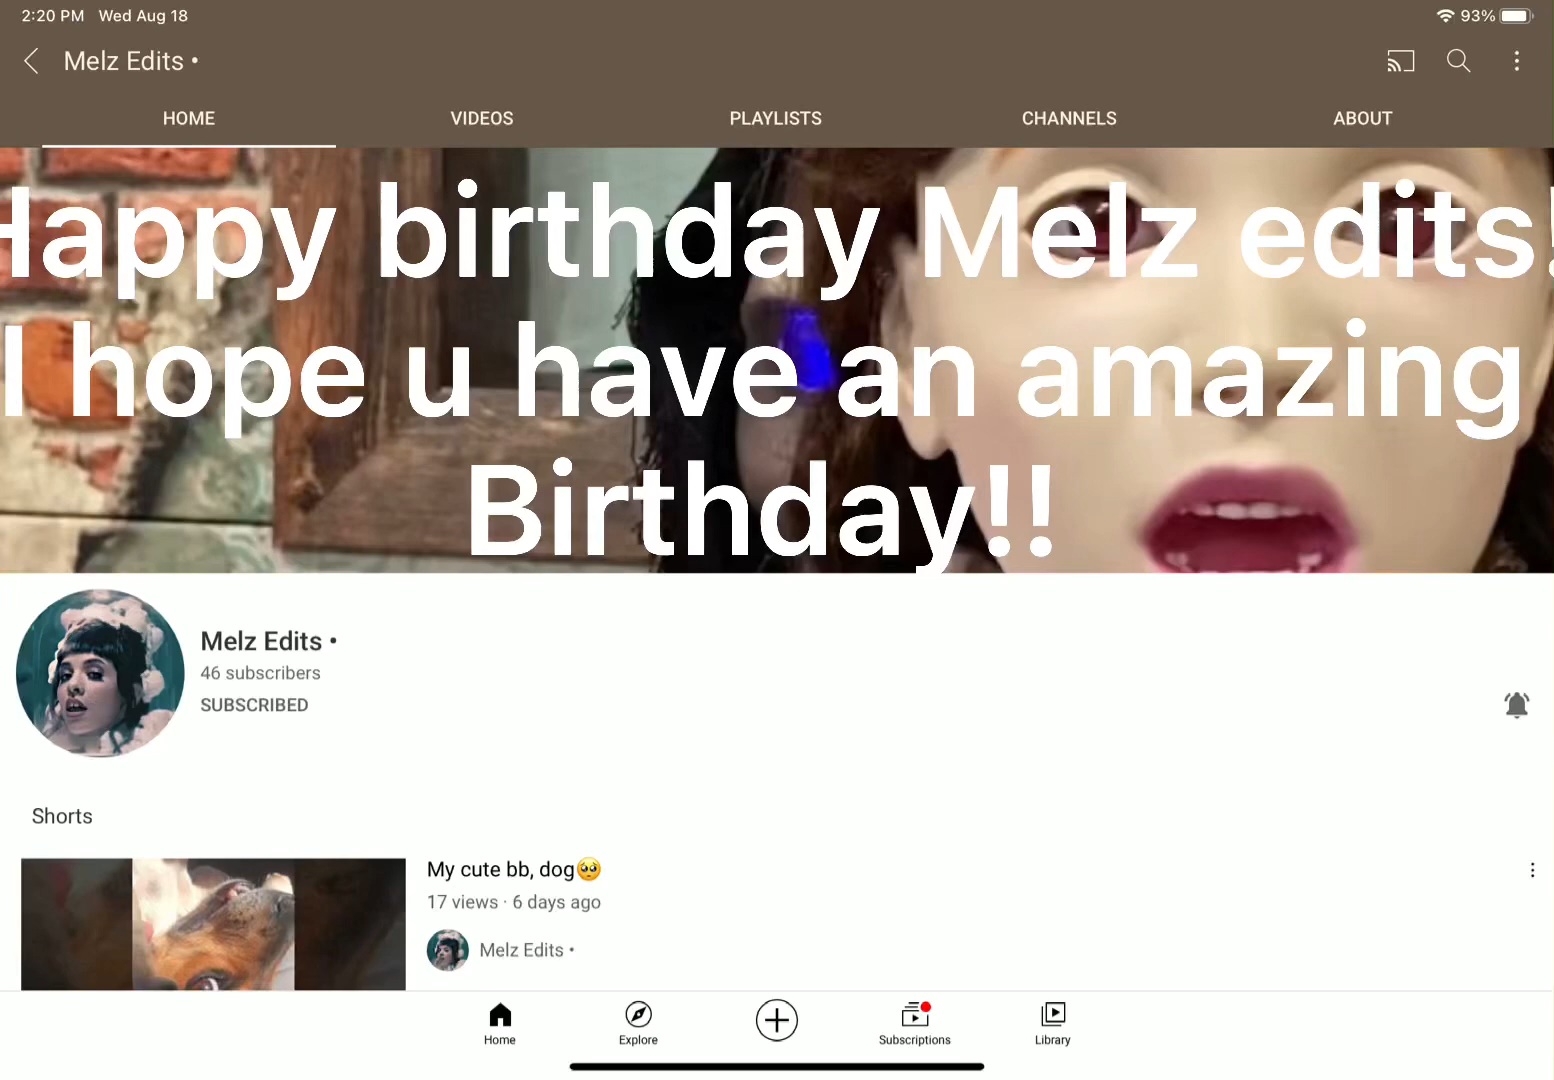 2:20 PM Wed Aug 18
93%
Melz Edits •
HOME VIDEOS PLAYLISTS CHANNELS ABOUT
Happy birthday Melz edits!
I hope u have an amazing
Birthday!!
Melz Edits •
46 subscribers
SUBSCRIBED
Shorts
My cute bb, dog🥺
17 views · 6 days ago
Melz Edits •
Home Explore Subscriptions Library